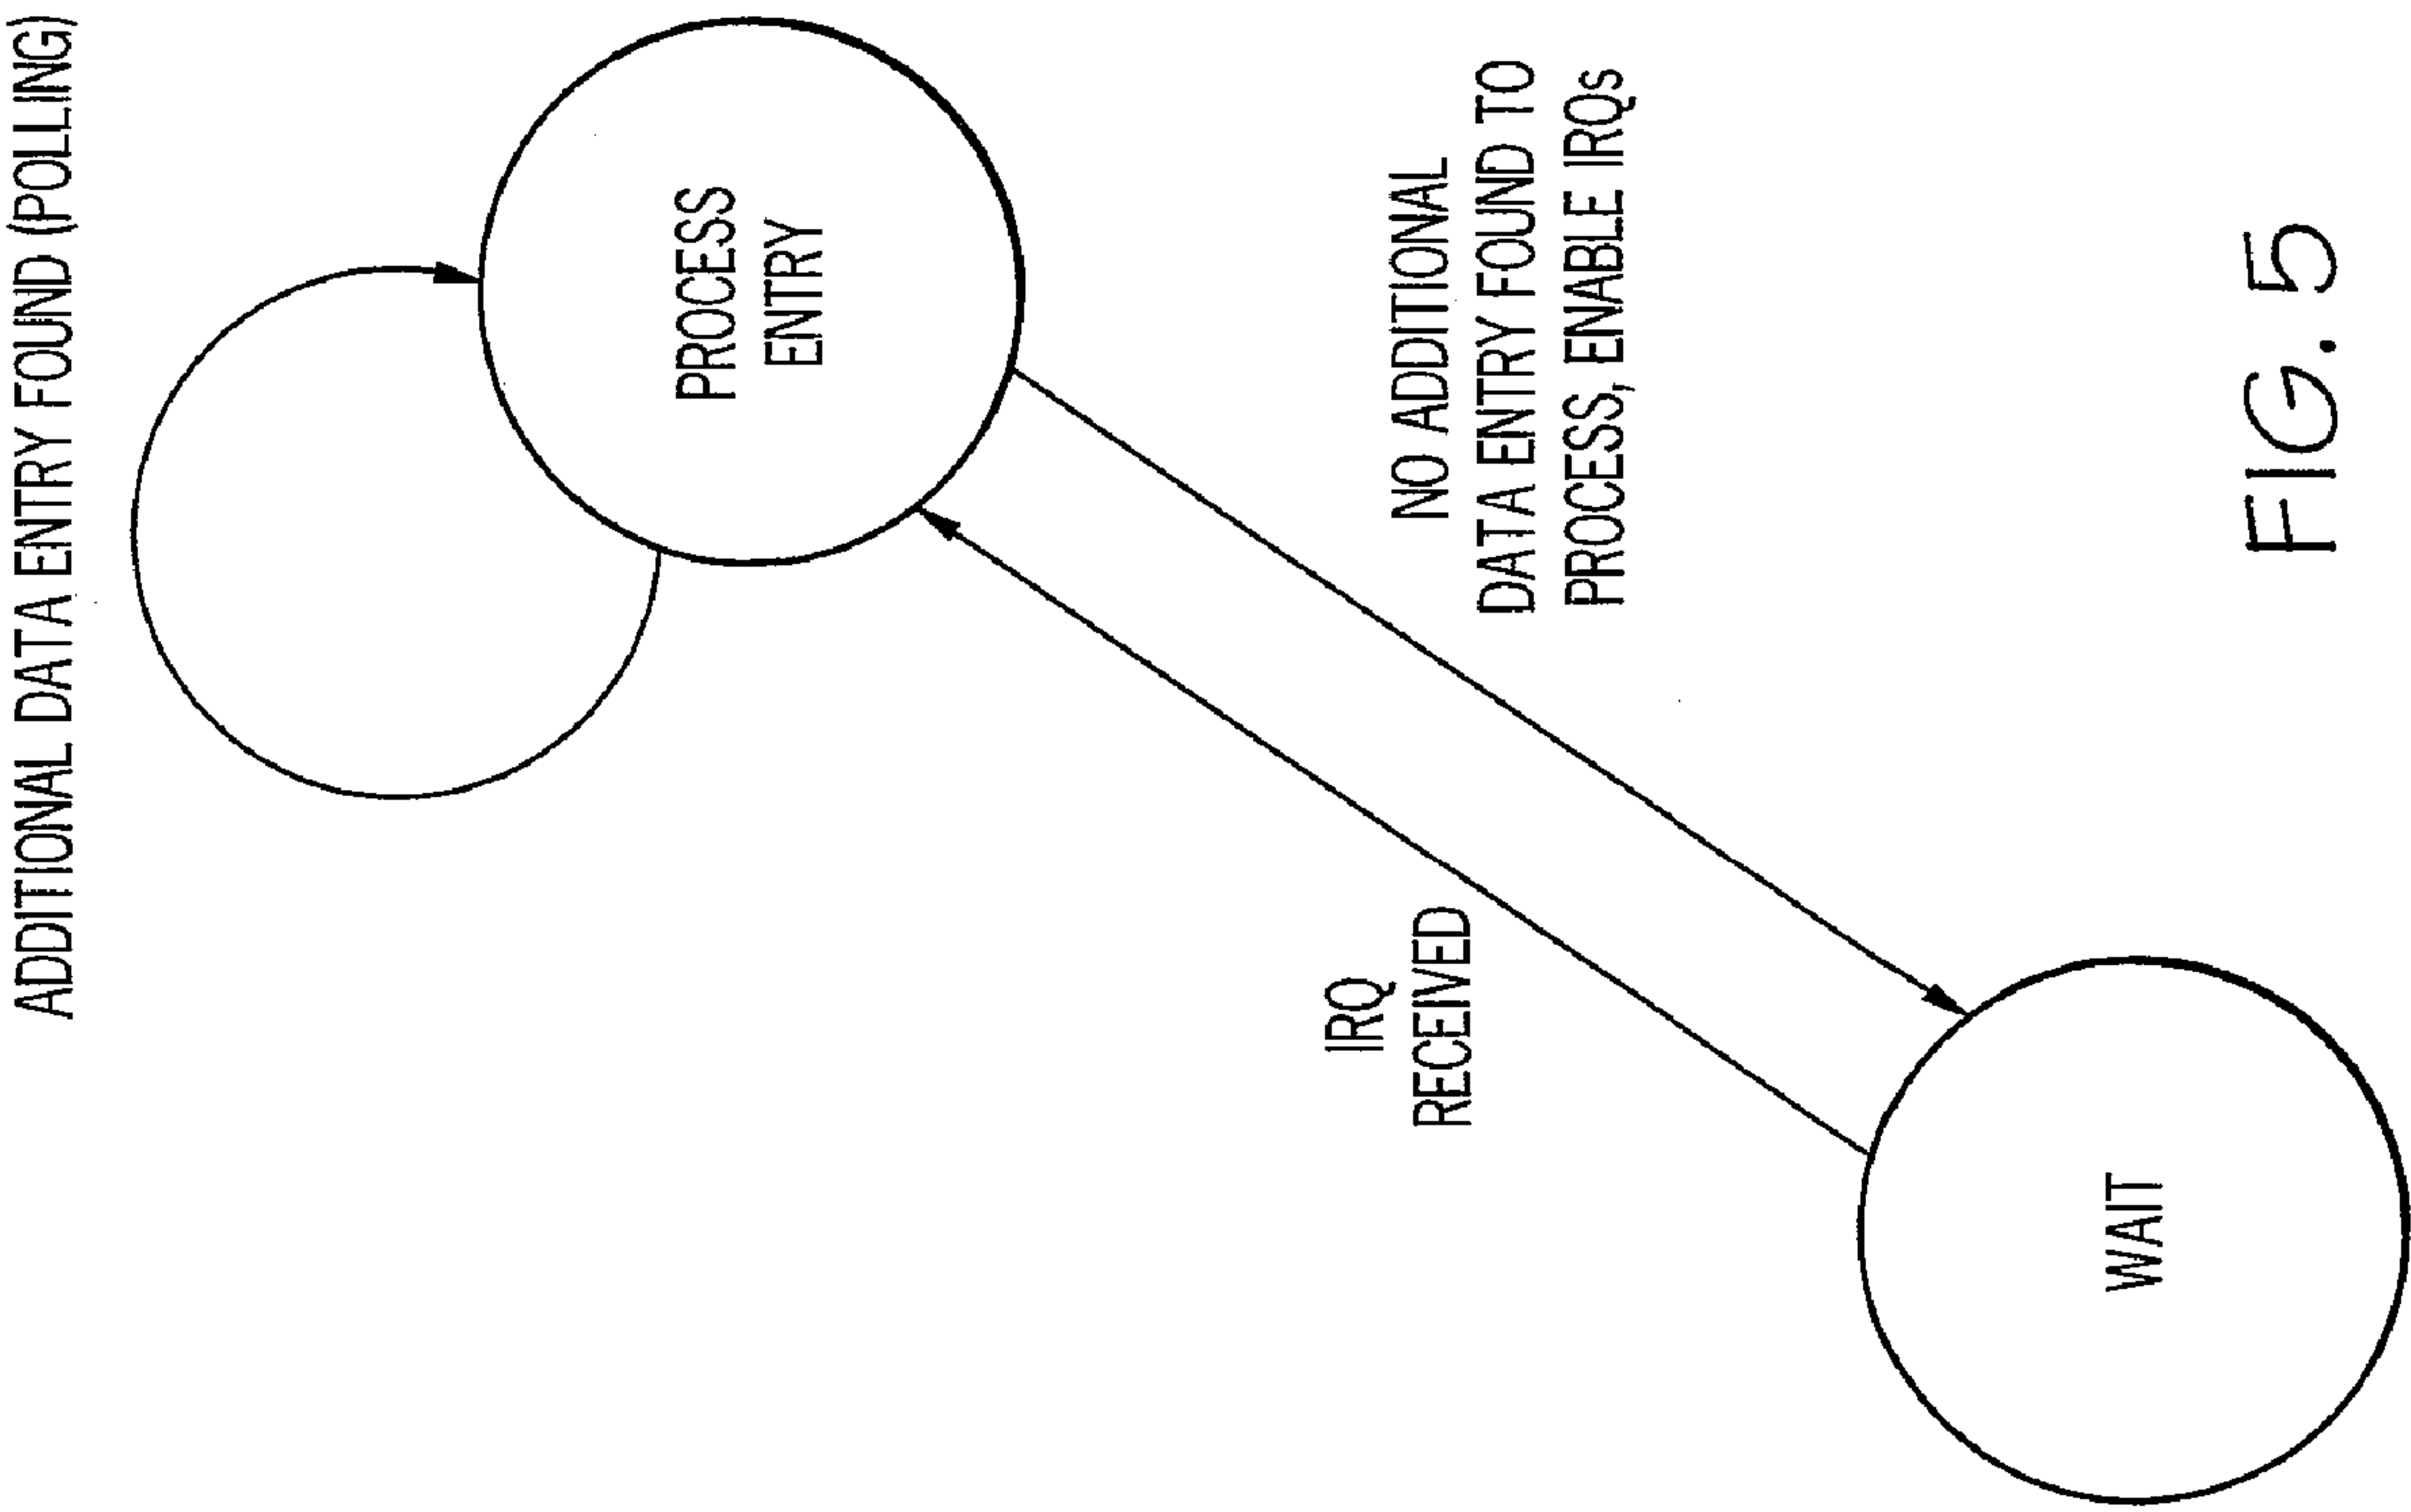 ADDITIONAL DATA ENTRY FOUND (POLLING)
PROCESS
ENTRY
IRQ
RECEIVED
NO ADDITIONAL
DATA ENTRY FOUND TO
PROCESS, ENABLE IRQs
WAIT
FIG. 5